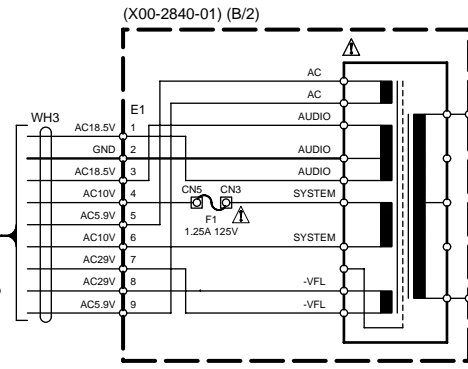 (X00-2840-01) (B/2)
AC
AC
WH3
E1
AUDIO
AC18.5V 1
GND 2 AUDIO
AC18.5V 3 AUDIO
AC10V 4 CN5 CN3 SYSTEM
AC5.9V 5 F1
1.25A 125V
AC10V 6 SYSTEM
AC29V 7
AC29V 8 -VFL
AC5.9V 9 -VFL